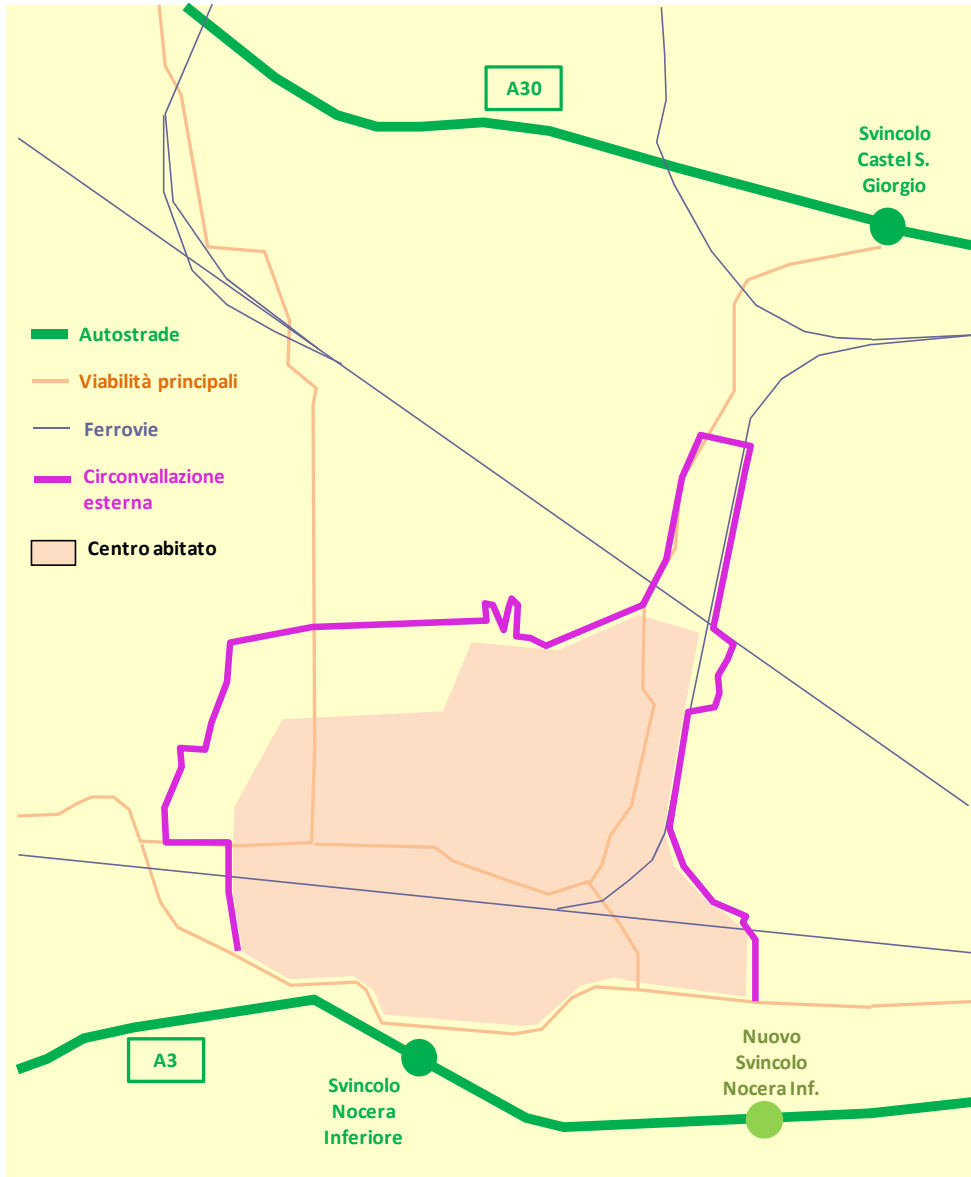 A30
Svincolo
Castel S.
Giorgio
Autostrade
Viabilità principali
Ferrovie
Circonvallazione
esterna
Centro abitato
A3
Svincolo
Nocera
Inferiore
Nuovo
Svincolo
Nocera Inf.